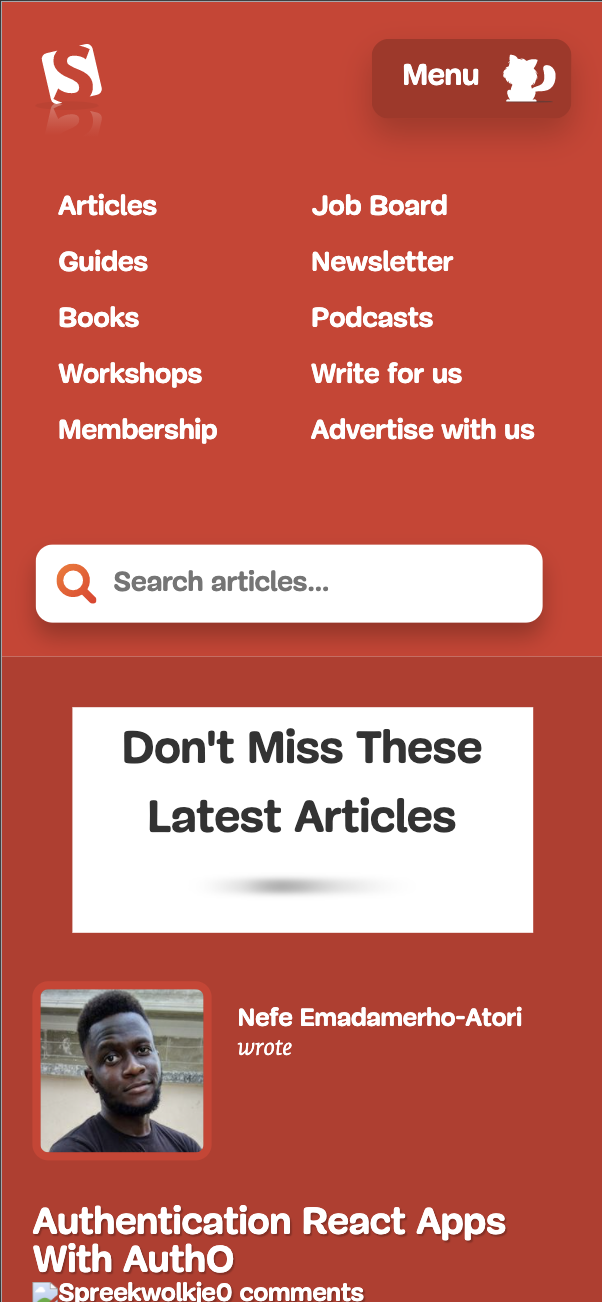 Menu
Articles
Job Board
Guides
Newsletter
Books
Podcasts
Workshops
Write for us
Membership
Advertise with us
Search articles...
Don't Miss These
Latest Articles
Nefe Emadamerho-Atori
wrote
Authentication React Apps
With AuthO
Spreekwolkje0 comments